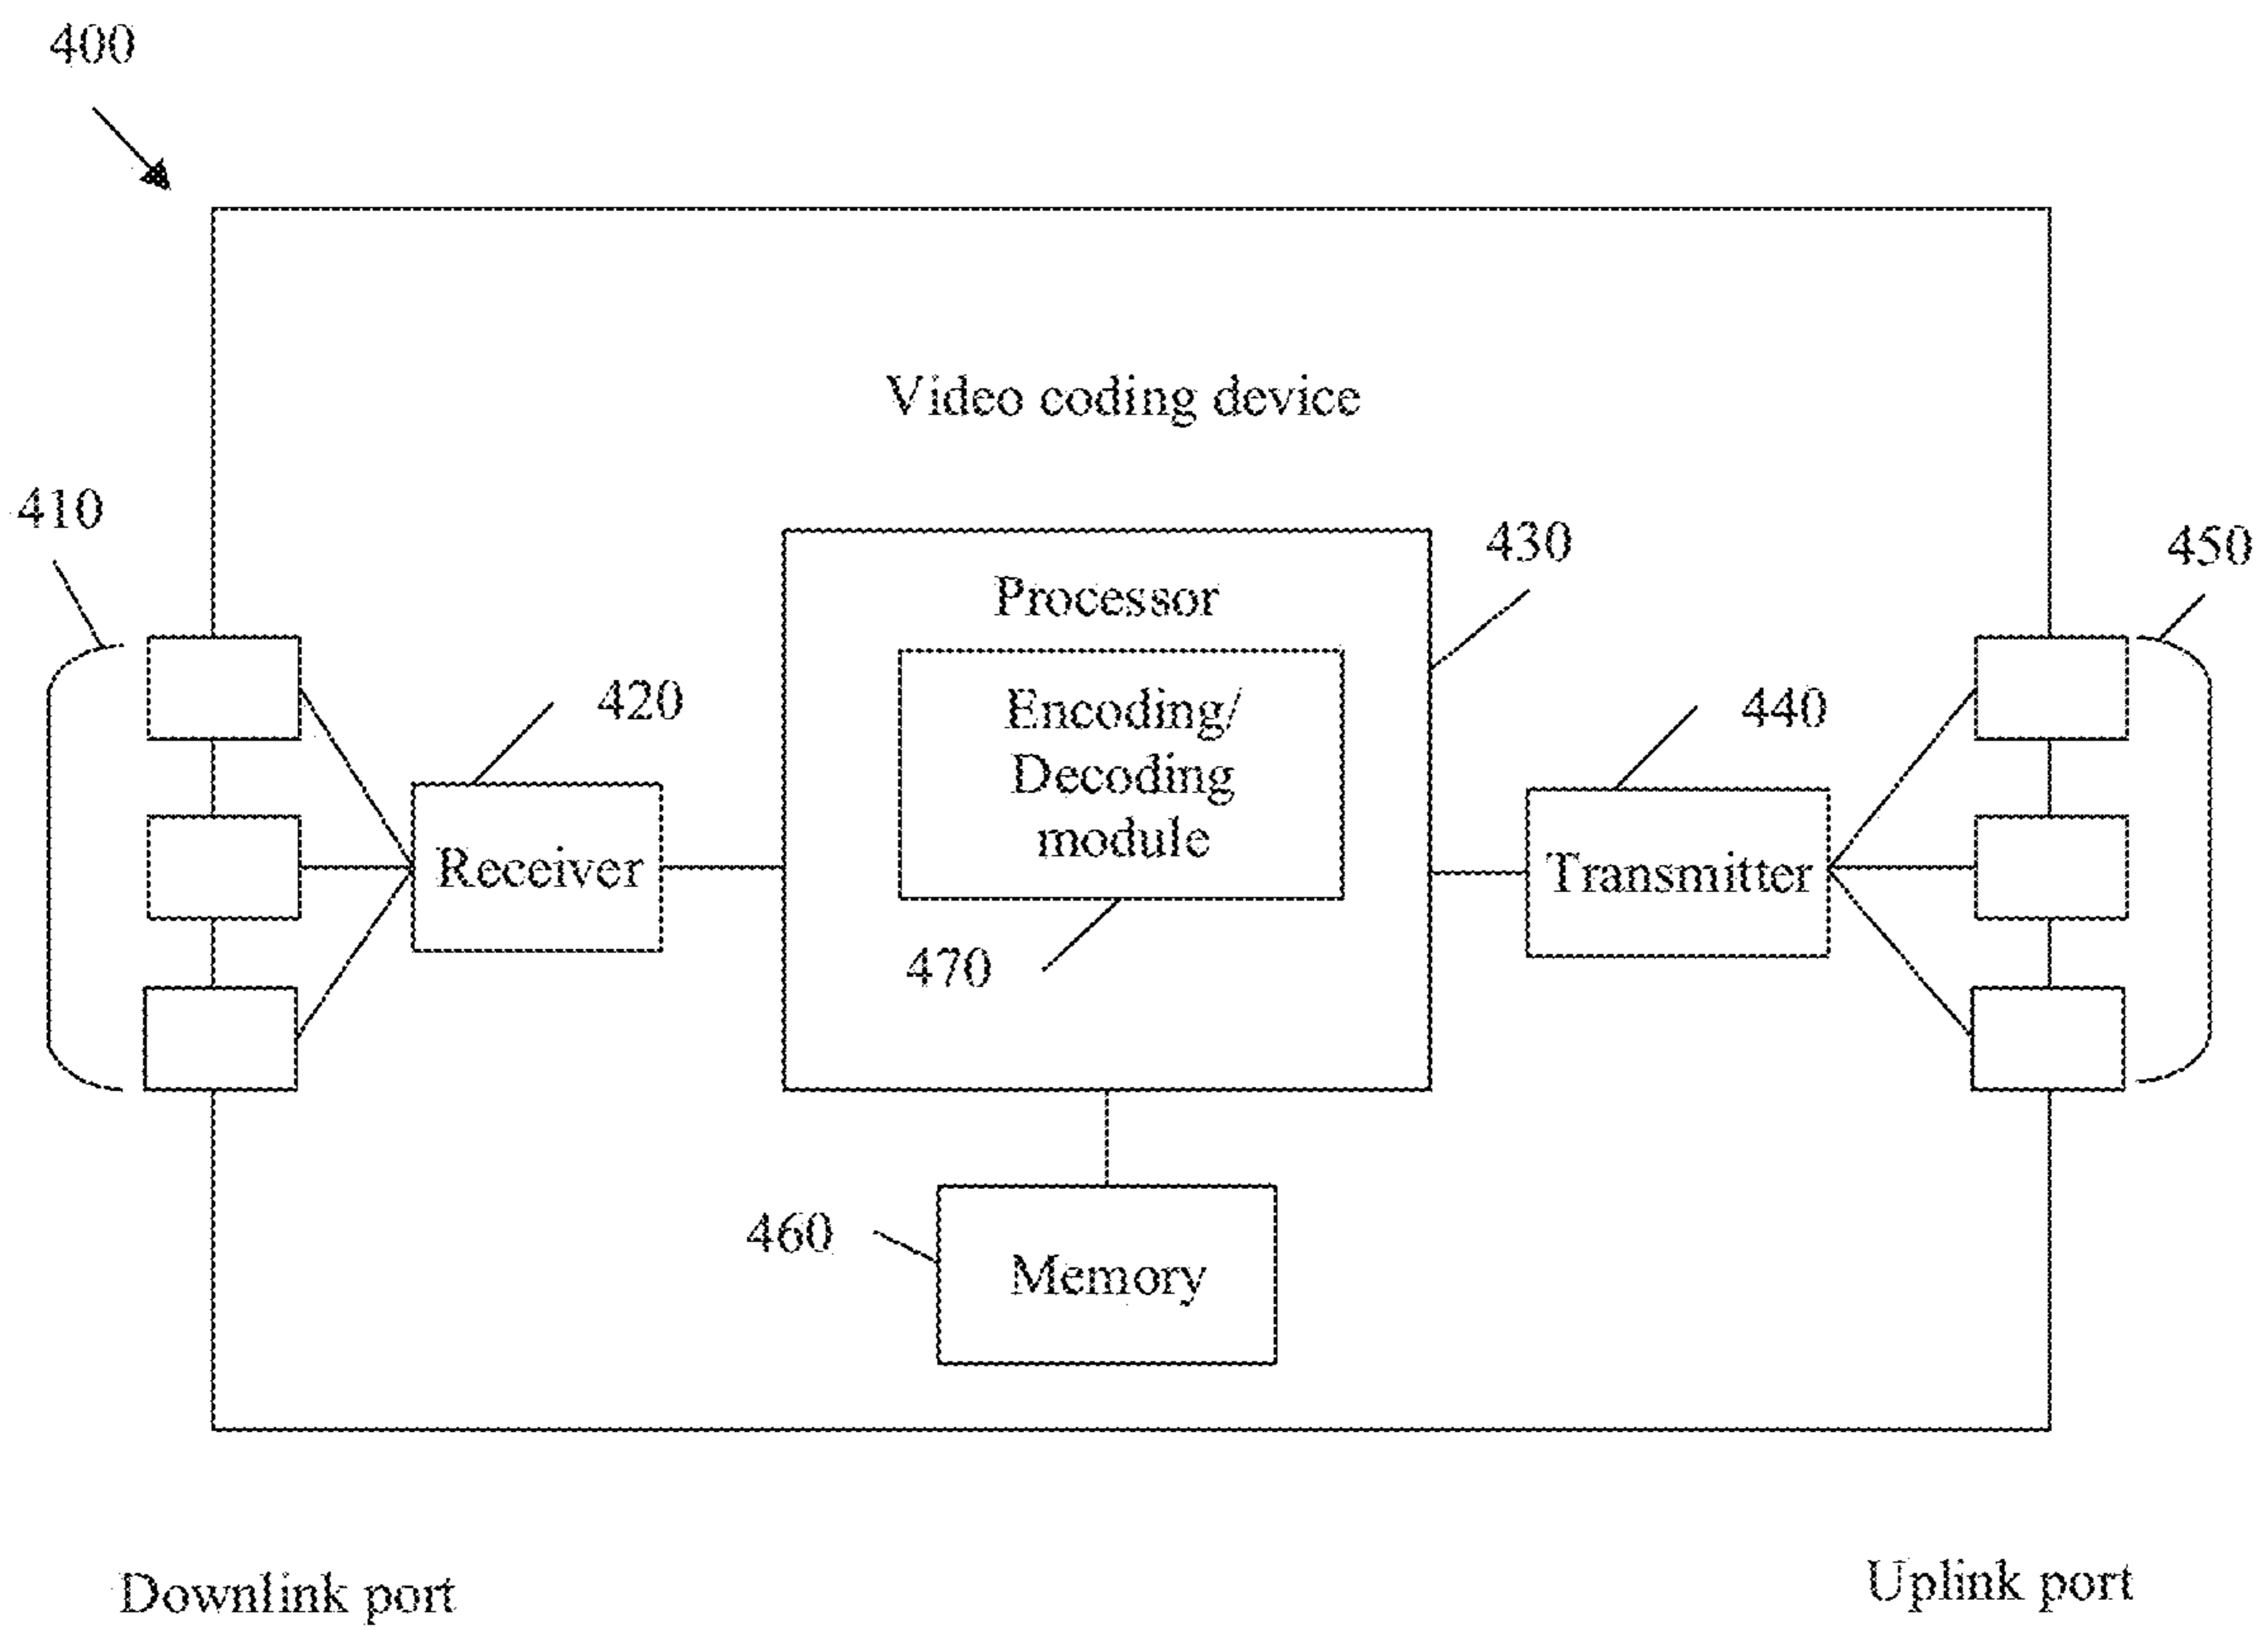 400
Video coding device
410
430
450
Processor
420
Encoding/
Decoding
module
440
Receiver
Transmitter
470
460
Memory
Downlink port
Uplink port